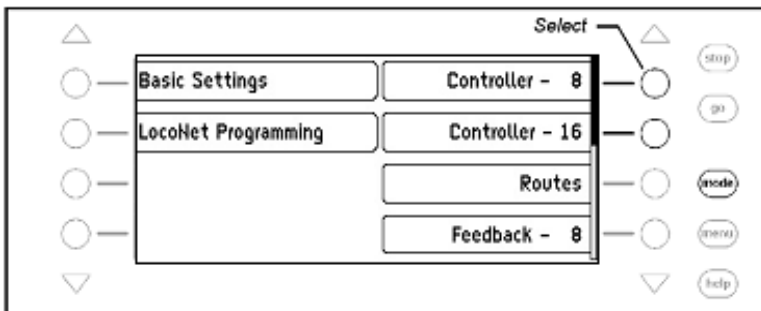 Select
stop
Basic Settings
Controller - 8
go
LocoNet Programming
Controller - 16
Routes
mode
Feedback - 8
menu
help